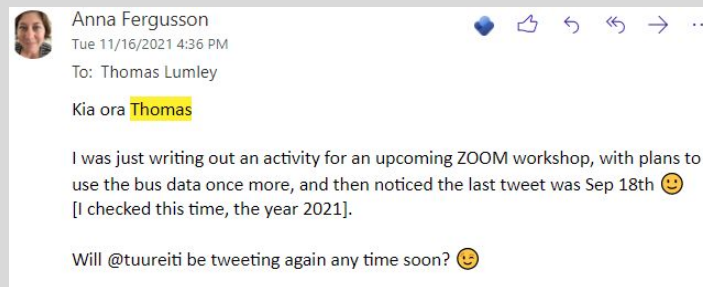 Anna Fergusson
Tue 11/16/2021 4:36 PM
To: Thomas Lumley
Kia ora Thomas
I was just writing out an activity for an upcoming ZOOM workshop, with plans to
use the bus data once more, and then noticed the last tweet was Sep 18th 🙂
[I checked this time, the year 2021].
Will @tuureiti be tweeting again any time soon? 😉